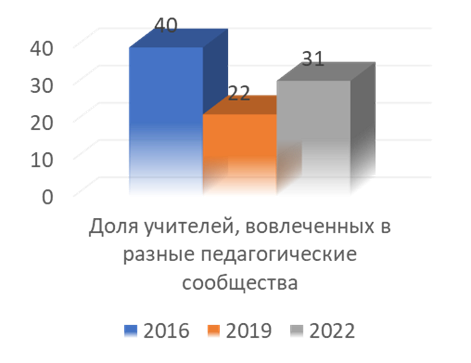 40
31
22
40
30
20
10
0
Доля учителей, вовлеченных в
разные педагогические
сообщества
2016 2019 2022